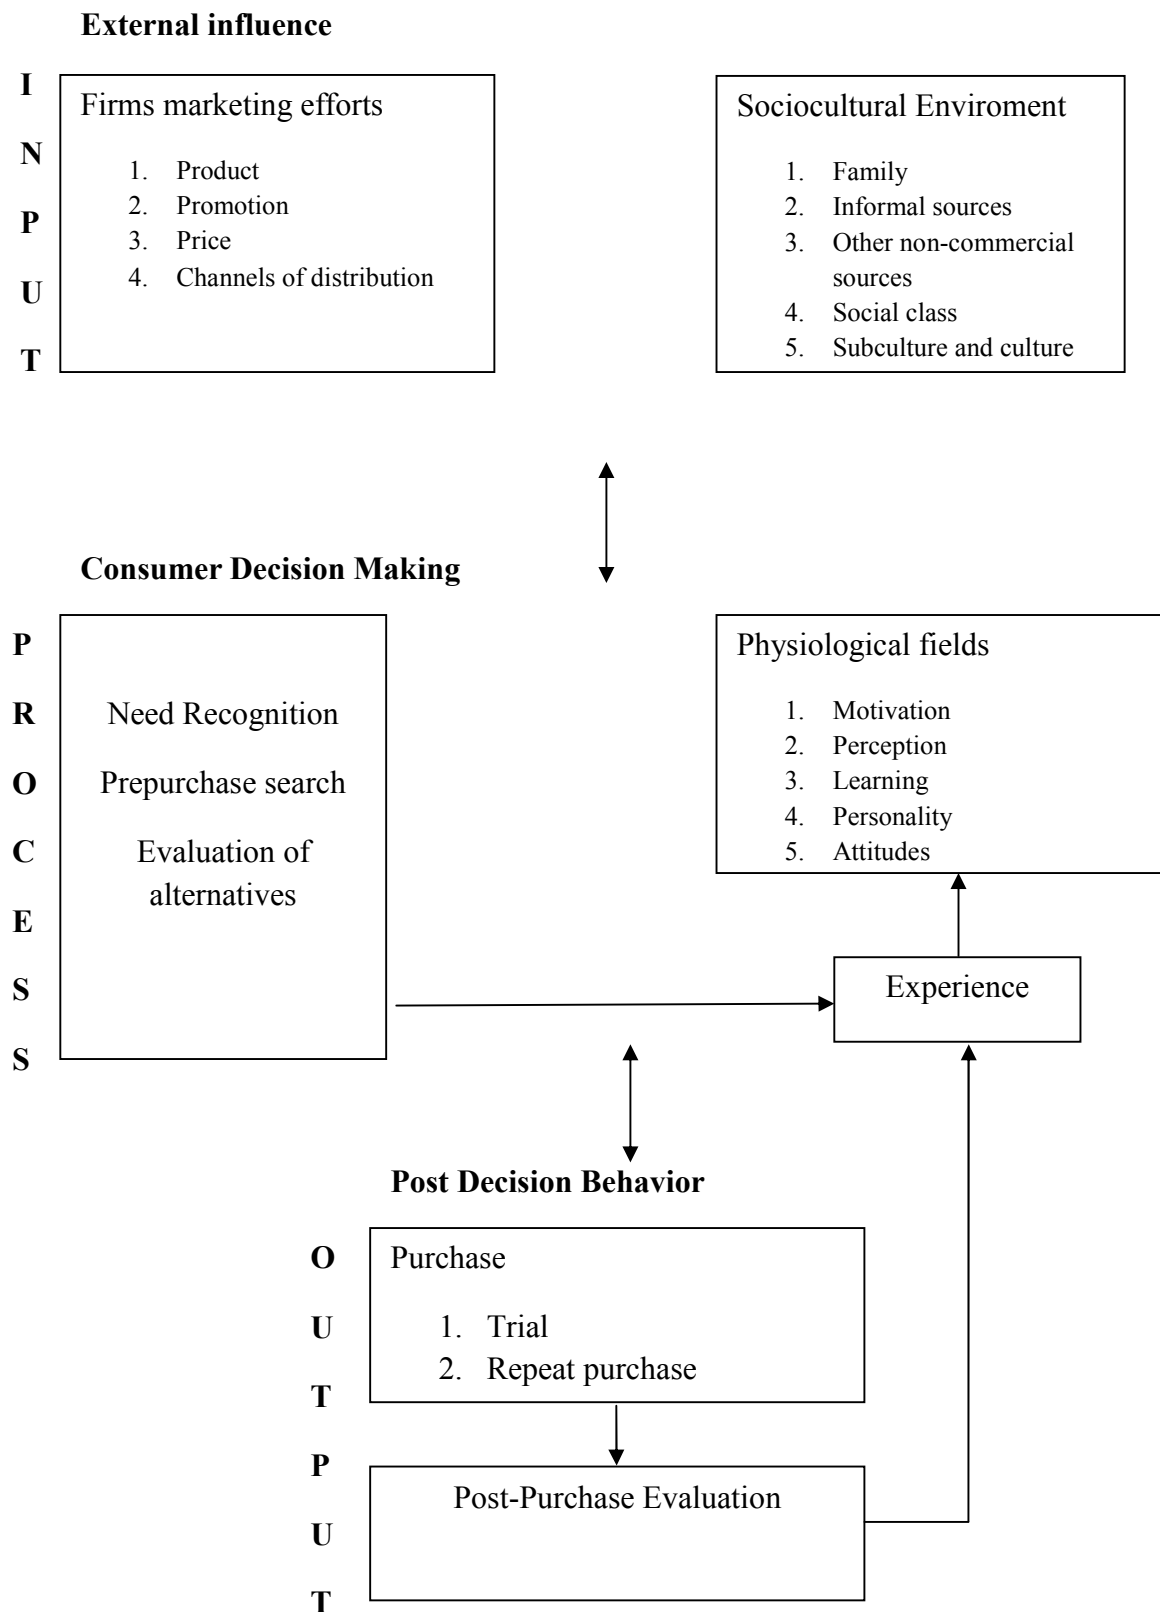 External influence
I
N
P
U
T
Firms marketing efforts
1. Product
2. Promotion
3. Price
4. Channels of distribution
Sociocultural Enviroment
1. Family
2. Informal sources
3. Other non-commercial
sources
4. Social class
5. Subculture and culture
Consumer Decision Making
P
R
O
C
E
S
S
Need Recognition
Prepurchase search
Evaluation of
alternatives
Physiological fields
1. Motivation
2. Perception
3. Learning
4. Personality
5. Attitudes
Experience
Post Decision Behavior
O
U
T
P
U
T
Purchase
1. Trial
2. Repeat purchase
Post-Purchase Evaluation